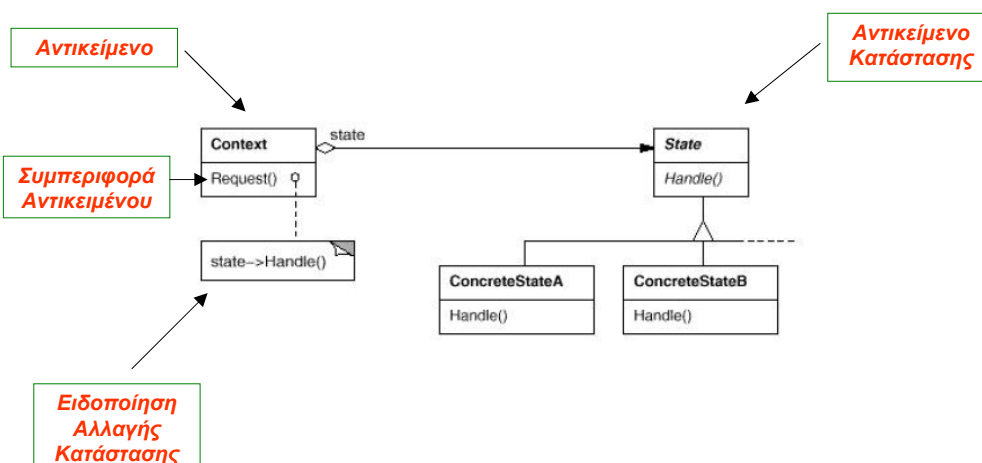 Αντικείμενο
Αντικείμενο
Κατάστασης
state
Context
State
Συμπεριφορά
Αντικειμένου
Request()
Handle()
state->Handle()
ConcreteStateA
ConcreteStateB
Handle()
Handle()
Ειδοποίηση
Αλλαγής
Κατάστασης